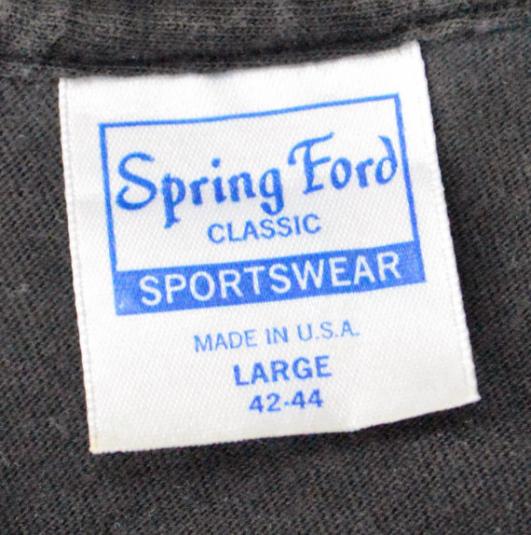 Spring Ford
CLASSIC
SPORTSWEAR
MADE IN U.S.A.
LARGE
42-44